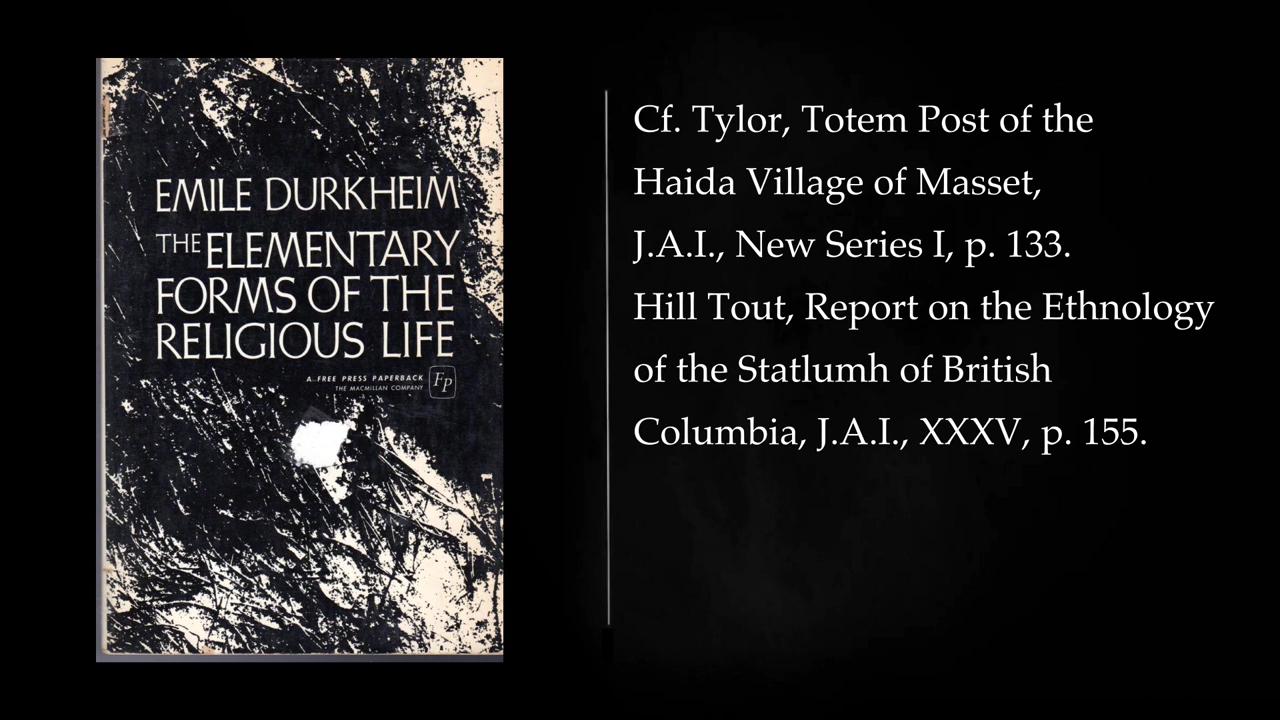 EMILE DURKHEIM
THE ELEMENTARY
FORMS OF THE
RELIGIOUS LIFE
A FREE PRESS PAPERBACK
THE MACMILLAN COMPANY
FP
Cf. Tylor, Totem Post of the
Haida Village of Masset,
J.A.I., New Series I, p. 133.
Hill Tout, Report on the Ethnology
of the Statlumh of British
Columbia, J.A.I., XXXV, p. 155.